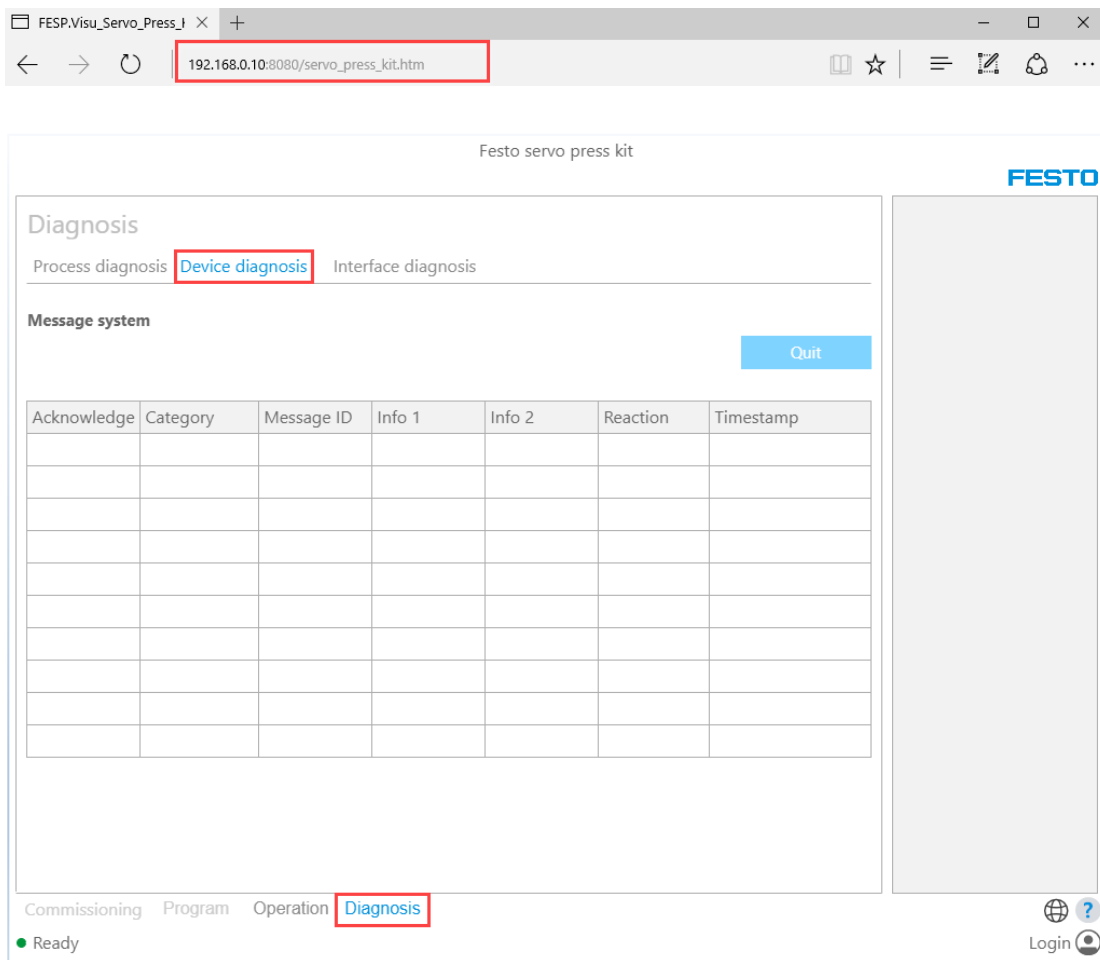 FESP.Visu_Servo_Press_K
192.168.0.10:8080/servo_press_kit.htm
Festo servo press kit
FESTO
Diagnosis
Process diagnosis Device diagnosis Interface diagnosis
Message system
Quit
Acknowledge Category Message ID Info 1 Info 2 Reaction Timestamp
Commissioning Program Operation Diagnosis
?
Ready
Login